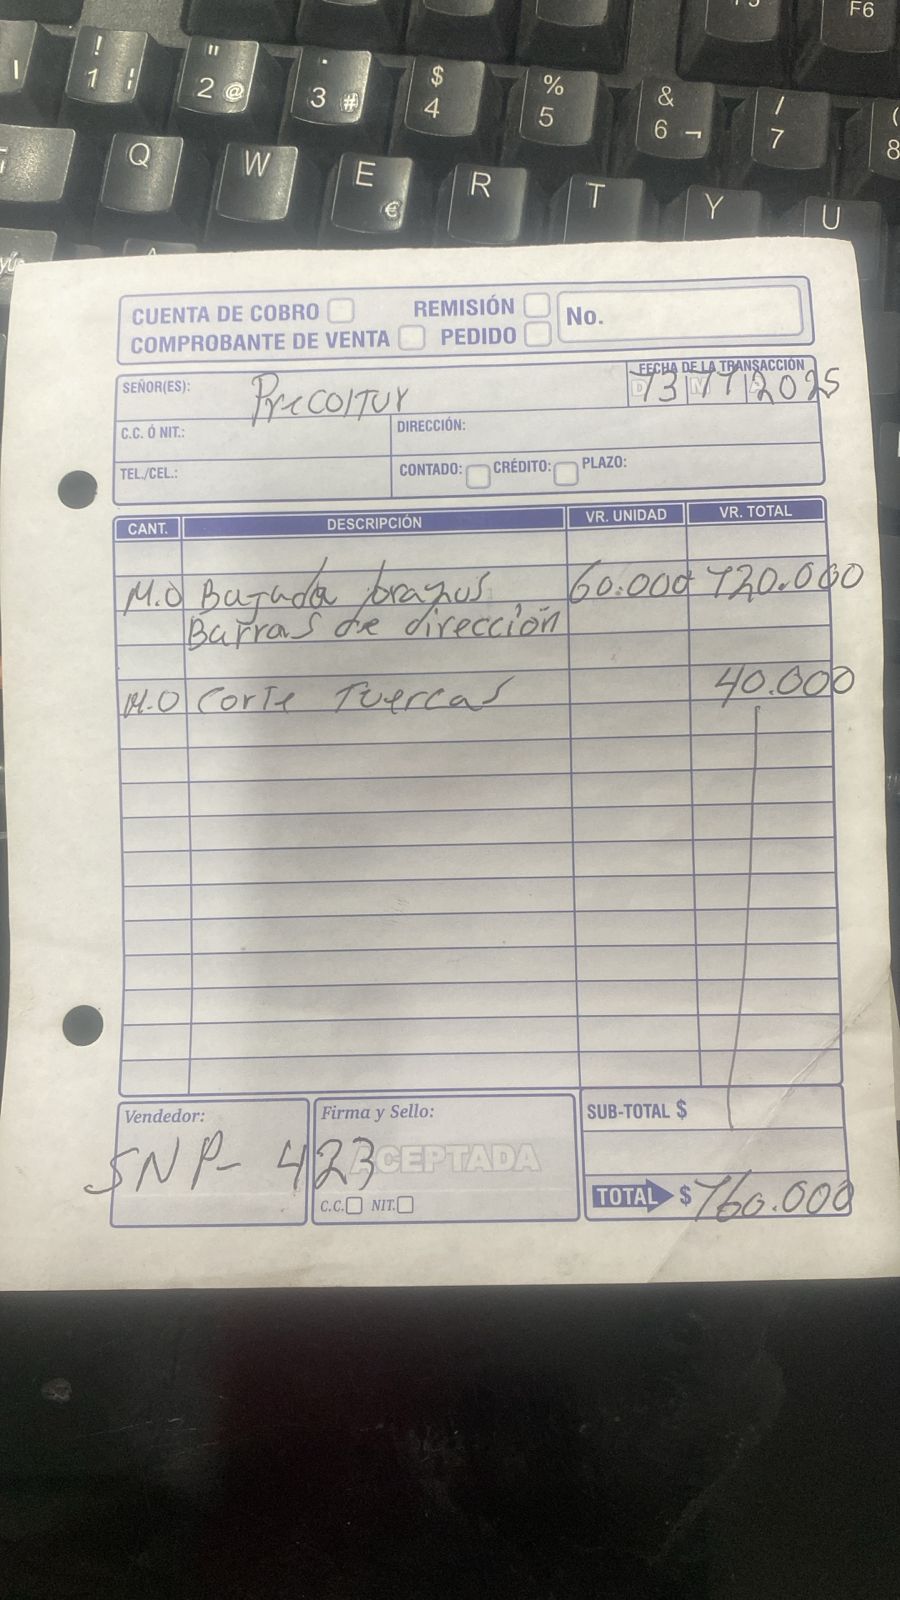 F5
F6
! 1 ¦
" 2 @
· 3 #
$ 4
% 5
& 6 ¬
/ 7
( 8
Q W E € R T Y U
CUENTA DE COBRO REMISIÓN No.
COMPROBANTE DE VENTA PEDIDO
FECHA DE LA TRANSACCIÓN
SEÑOR(ES): Precoltur D 13 M 11 A 2025
C.C. Ó NIT.: DIRECCIÓN:
TEL./CEL.: CONTADO: CRÉDITO: PLAZO:
CANT. DESCRIPCIÓN VR. UNIDAD VR. TOTAL
M.O Bajada brazos 60.000 120.000
Barras de dirección
M.O Corte Tuercas 40.000
Vendedor: Firma y Sello: SUB-TOTAL $
SNP- 423
ACEPTADA
C.C. NIT. TOTAL $ 160.000